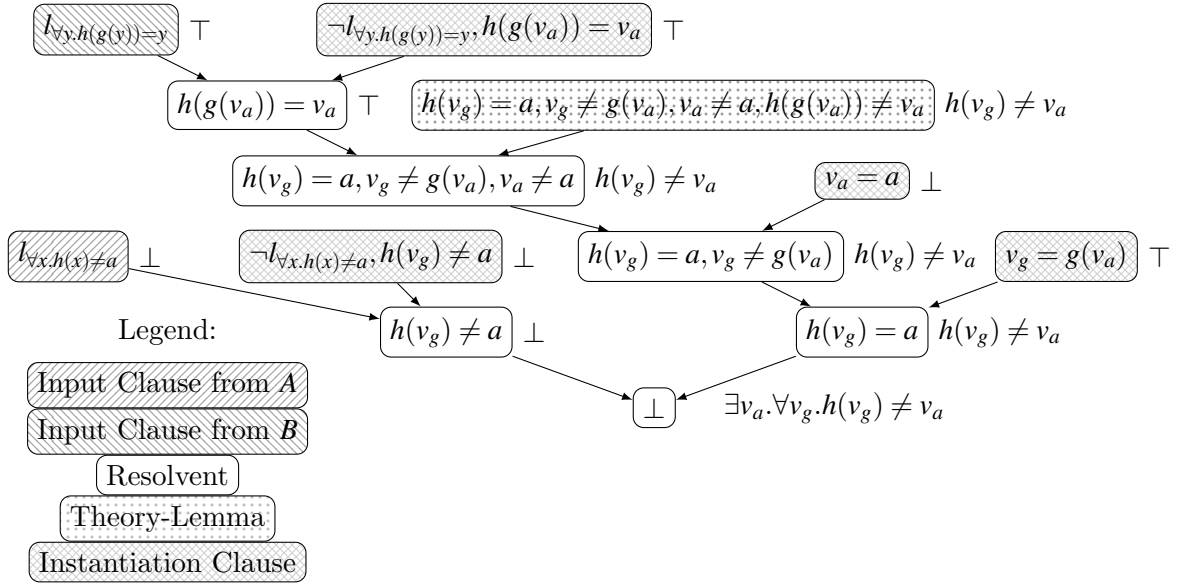 l_{∀y.h(g(y))=y} ⊤ ¬l_{∀y.h(g(y))=y}, h(g(v_a)) = v_a ⊤
h(g(v_a)) = v_a ⊤ h(v_g) = a, v_g ≠ g(v_a), v_a ≠ a, h(g(v_a)) ≠ v_a h(v_g) ≠ v_a
h(v_g) = a, v_g ≠ g(v_a), v_a ≠ a h(v_g) ≠ v_a v_a = a ⊥
l_{∀x.h(x)≠a} ⊥ ¬l_{∀x.h(x)≠a}, h(v_g) ≠ a ⊥ h(v_g) = a, v_g ≠ g(v_a) h(v_g) ≠ v_a v_g = g(v_a) ⊤
h(v_g) ≠ a ⊥ h(v_g) = a h(v_g) ≠ v_a
⊥ ∃v_a.∀v_g.h(v_g) ≠ v_a
Legend:
Input Clause from A
Input Clause from B
Resolvent
Theory-Lemma
Instantiation Clause